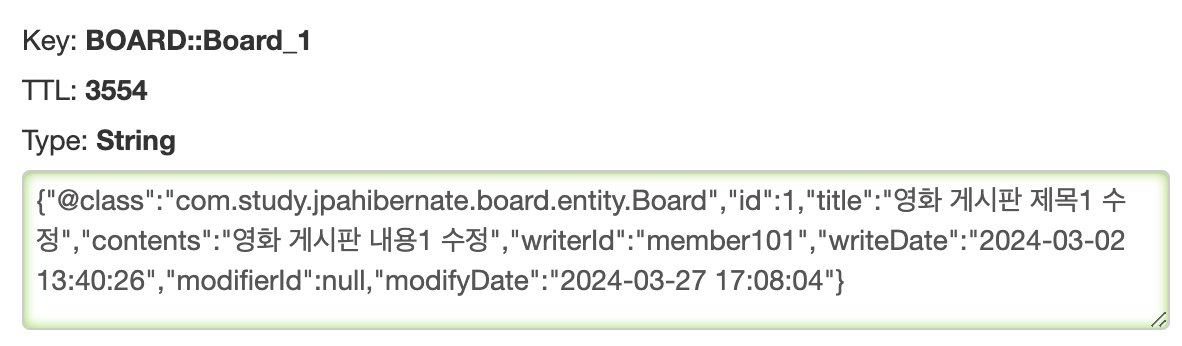 Key: BOARD::Board_1
TTL: 3554
Type: String
{"@class":"com.study.jpahibernate.board.entity.Board","id":1,"title":"영화 게시판 제목1 수
정","contents":"영화 게시판 내용1 수정","writerId":"member101","writeDate":"2024-03-02
13:40:26","modifierId":null,"modifyDate":"2024-03-27 17:08:04"}